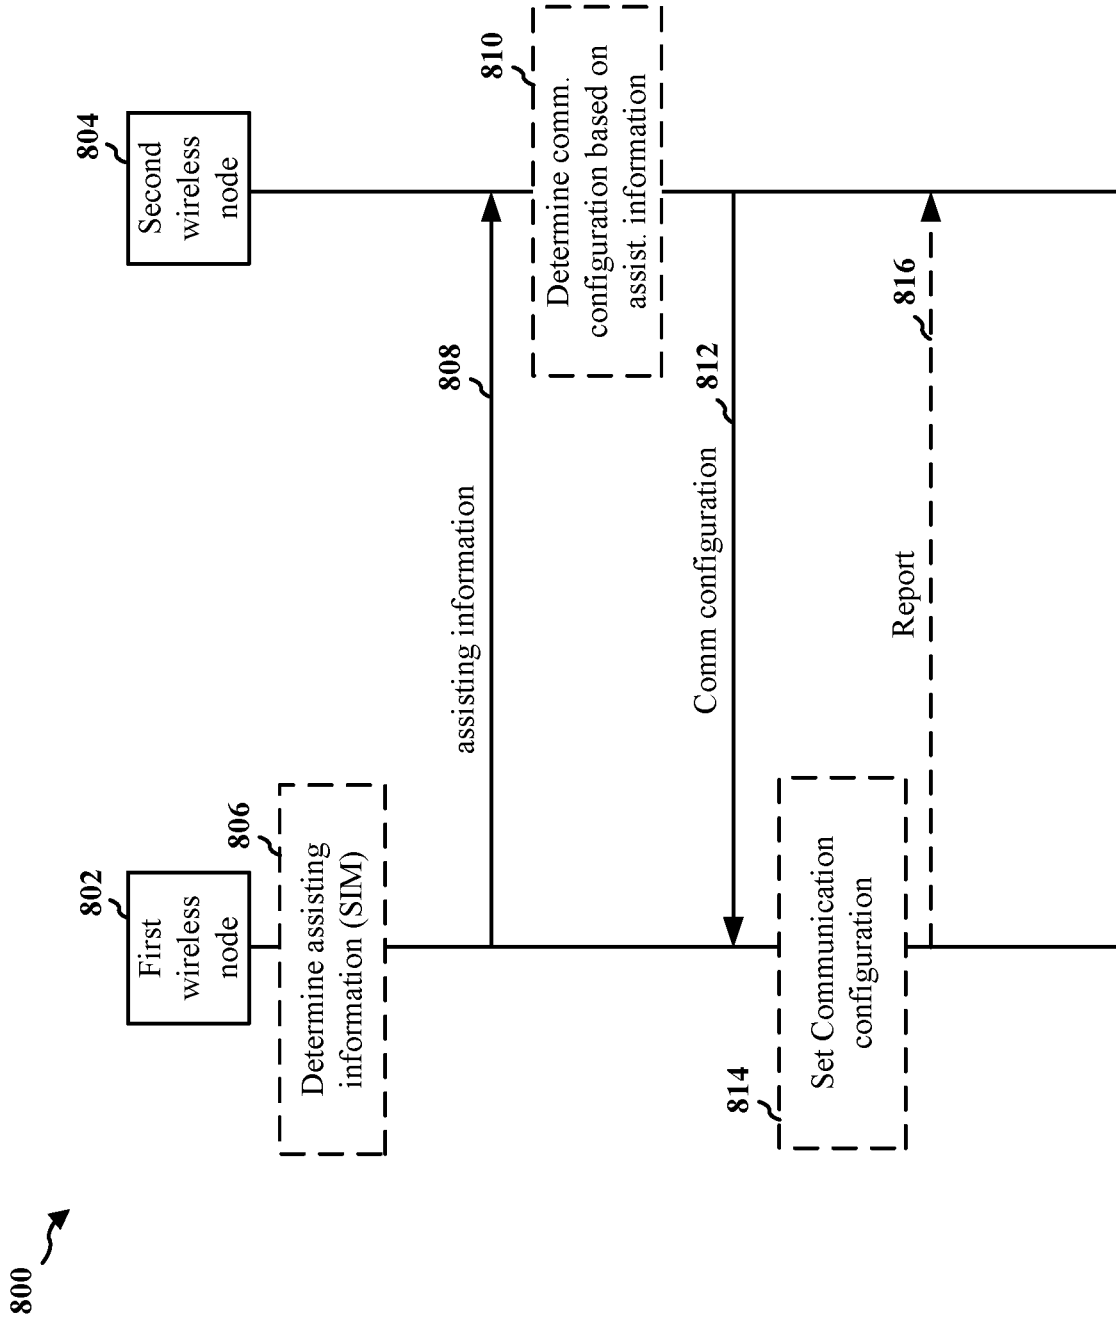 800
802
First
wireless
node
804
Second
wireless
node
806
Determine assisting
information (SIM)
assisting information
808
810
Determine comm.
configuration based on
assist. information
Comm configuration
812
814
Set Communication
configuration
Report
816